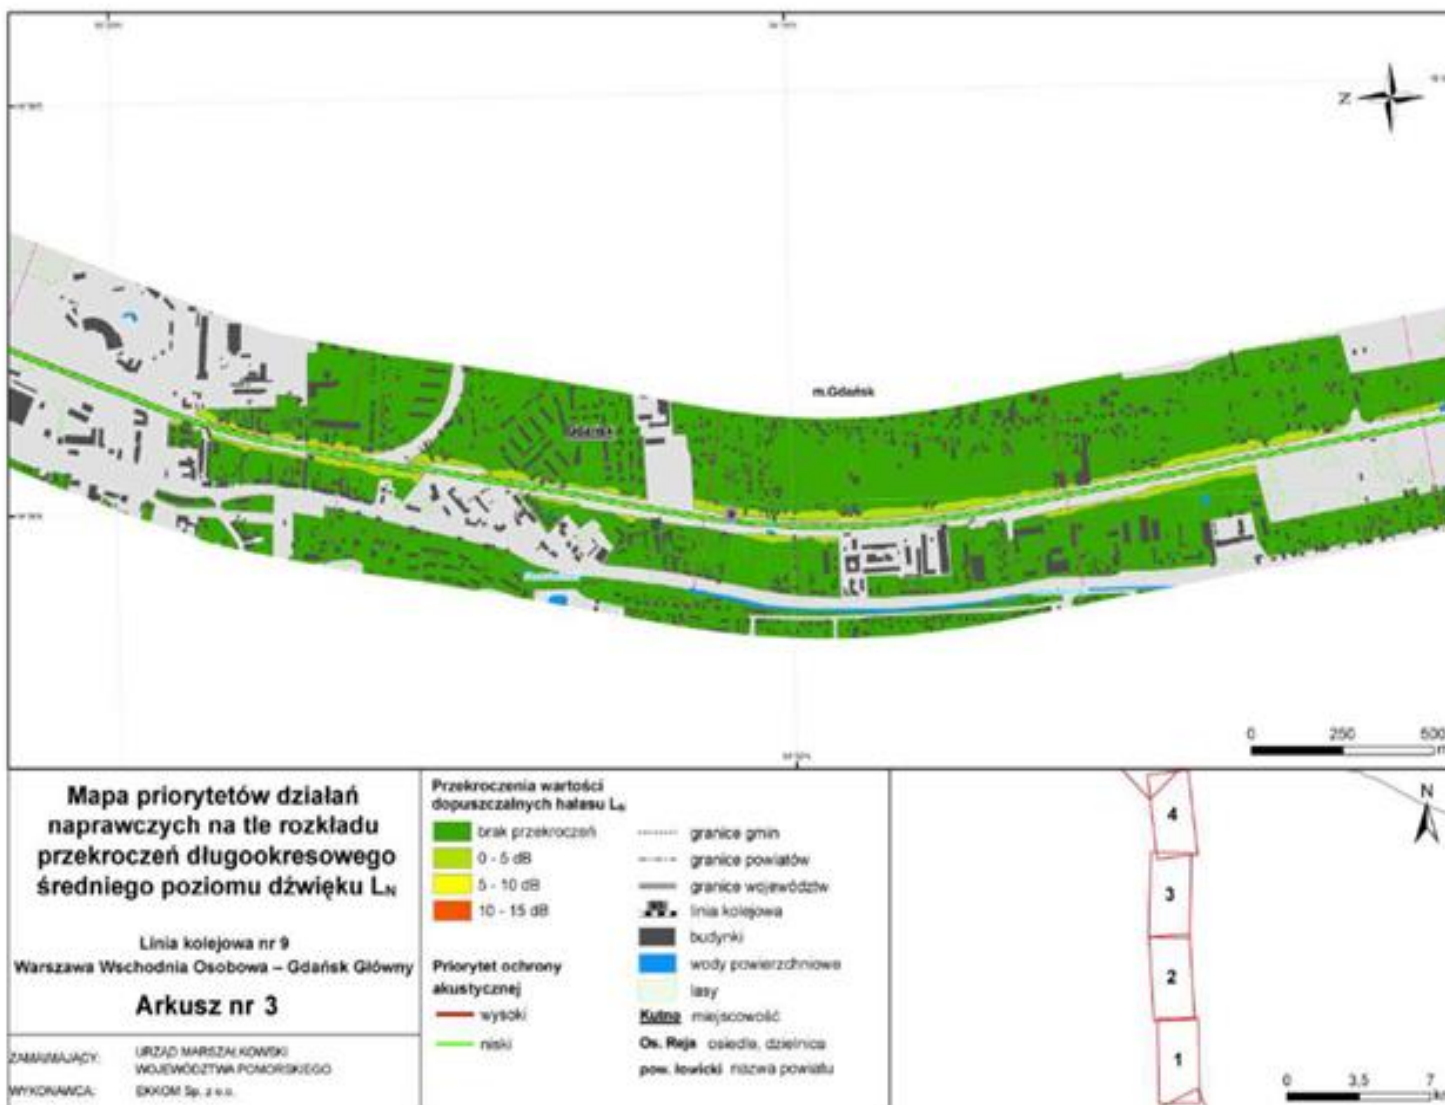 Z
m.Gdańsk
GDAŃSK
0 250 500
m
Mapa priorytetów działań
naprawczych na tle rozkładu
przekroczeń długookresowego
średniego poziomu dźwięku LN
Linia kolejowa nr 9
Warszawa Wschodnia Osobowa – Gdańsk Główny
Arkusz nr 3
ZAMAWIAJĄCY: URZĄD MARSZAŁKOWSKI
WOJEWÓDZTWA POMORSKIEGO
WYKONAWCA: EKKOM Sp. z o.o.
Przekroczenia wartości
dopuszczalnych hałasu LN
brak przekroczeń
0 - 5 dB
5 - 10 dB
10 - 15 dB
Priorytet ochrony
akustycznej
wysoki
niski
granice gmin
granice powiatów
granice województw
linia kolejowa
budynki
wody powierzchniowe
lasy
Kutno miejscowość
Os. Reja osiedle, dzielnica
pow. łowicki nazwa powiatu
N
4
3
2
1
0 3,5 7